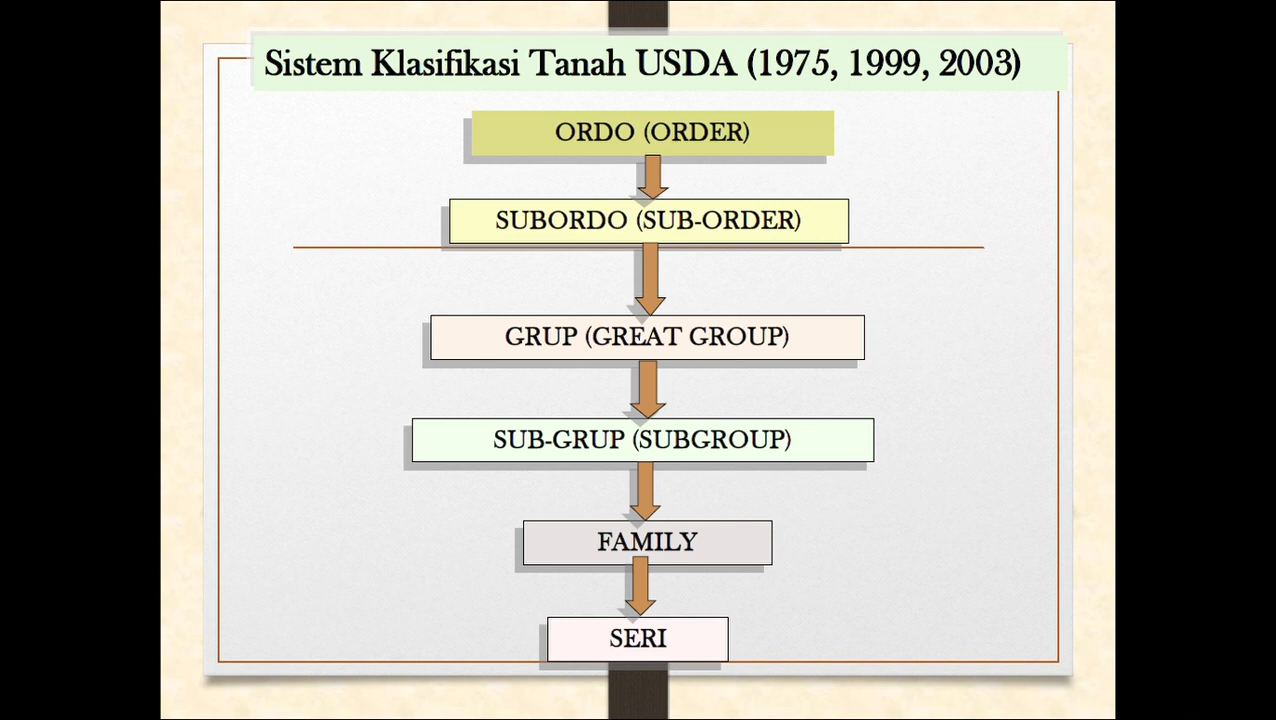 Sistem Klasifikasi Tanah USDA (1975, 1999, 2003)
ORDO (ORDER)
SUBORDO (SUB-ORDER)
GRUP (GREAT GROUP)
SUB-GRUP (SUBGROUP)
FAMILY
SERI